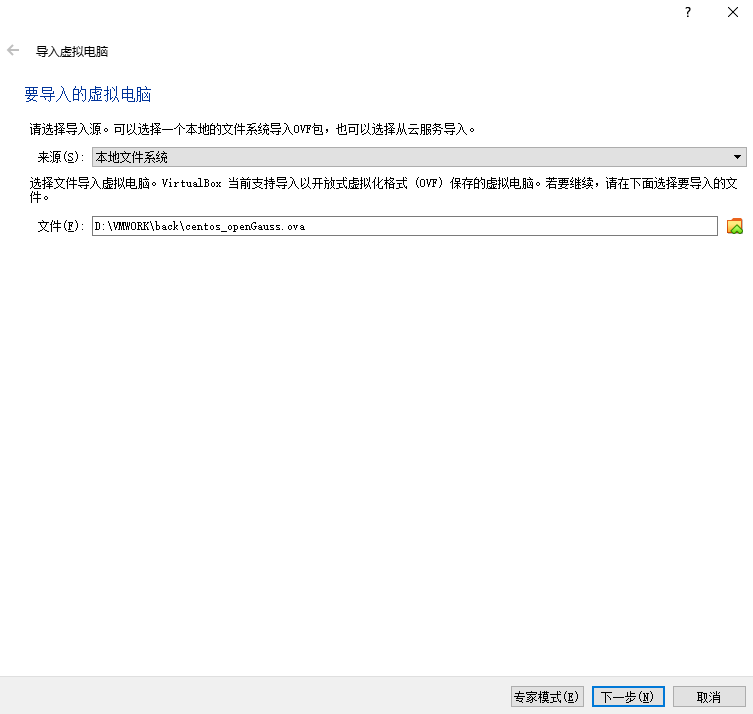 ?
导入虚拟电脑
要导入的虚拟电脑
请选择导入源。可以选择一个本地的文件系统导入OVF包，也可以选择从云服务导入。
来源(S): 本地文件系统
选择文件导入虚拟电脑。VirtualBox 当前支持导入以开放式虚拟化格式（OVF）保存的虚拟电脑。若要继续，请在下面选择要导入的文
件。
文件(F): D:\VMWORK\back\centos_openGauss.ova
专家模式(E) 下一步(N) 取消